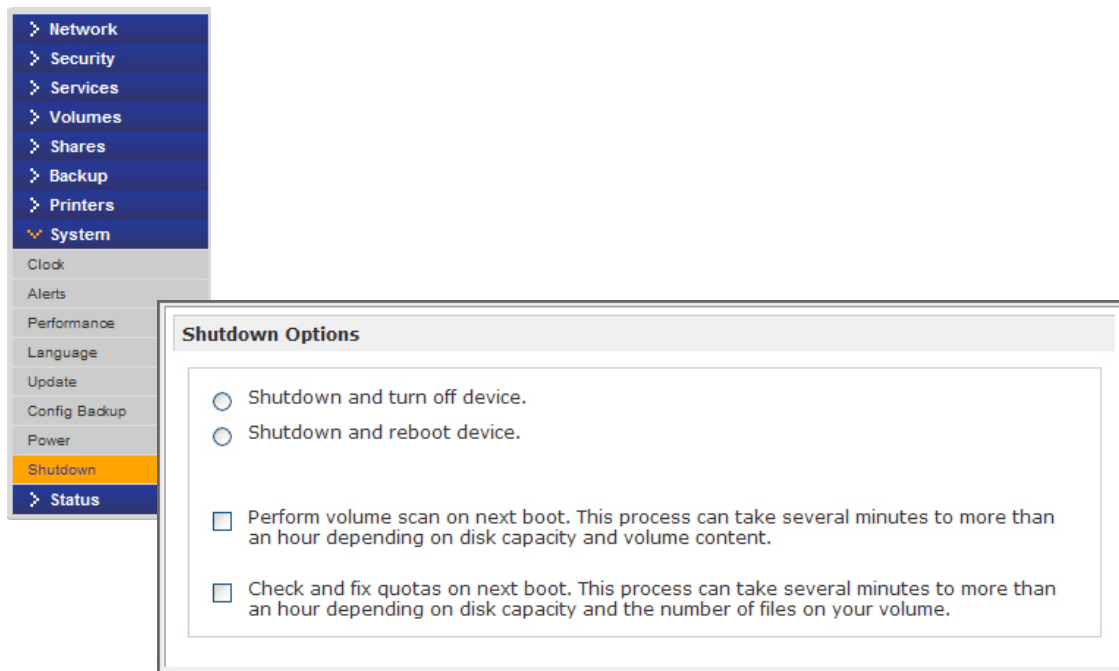 Network
Security
Services
Volumes
Shares
Backup
Printers
System
Clock
Alerts
Performance
Language
Update
Config Backup
Power
Shutdown
Status
Shutdown Options
Shutdown and turn off device.
Shutdown and reboot device.
Perform volume scan on next boot. This process can take several minutes to more than
an hour depending on disk capacity and volume content.
Check and fix quotas on next boot. This process can take several minutes to more than
an hour depending on disk capacity and the number of files on your volume.